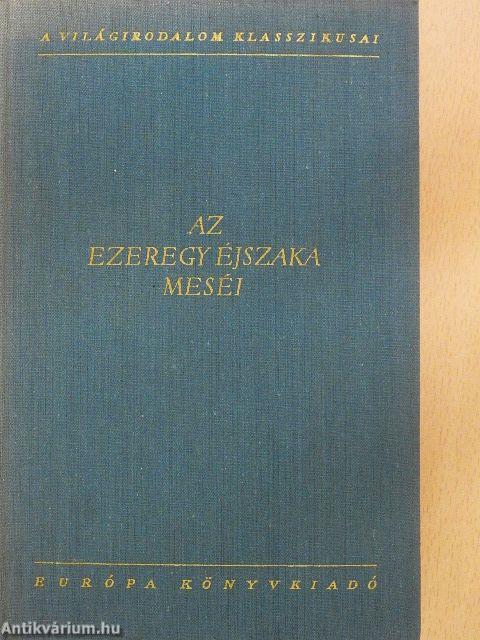 A VILÁGIRODALOM KLASSZIKUSAI
AZ
EZEREGY ÉJSZAKA
MESÉI
EURÓPA KÖNYVKIADÓ
Antikvárium.hu